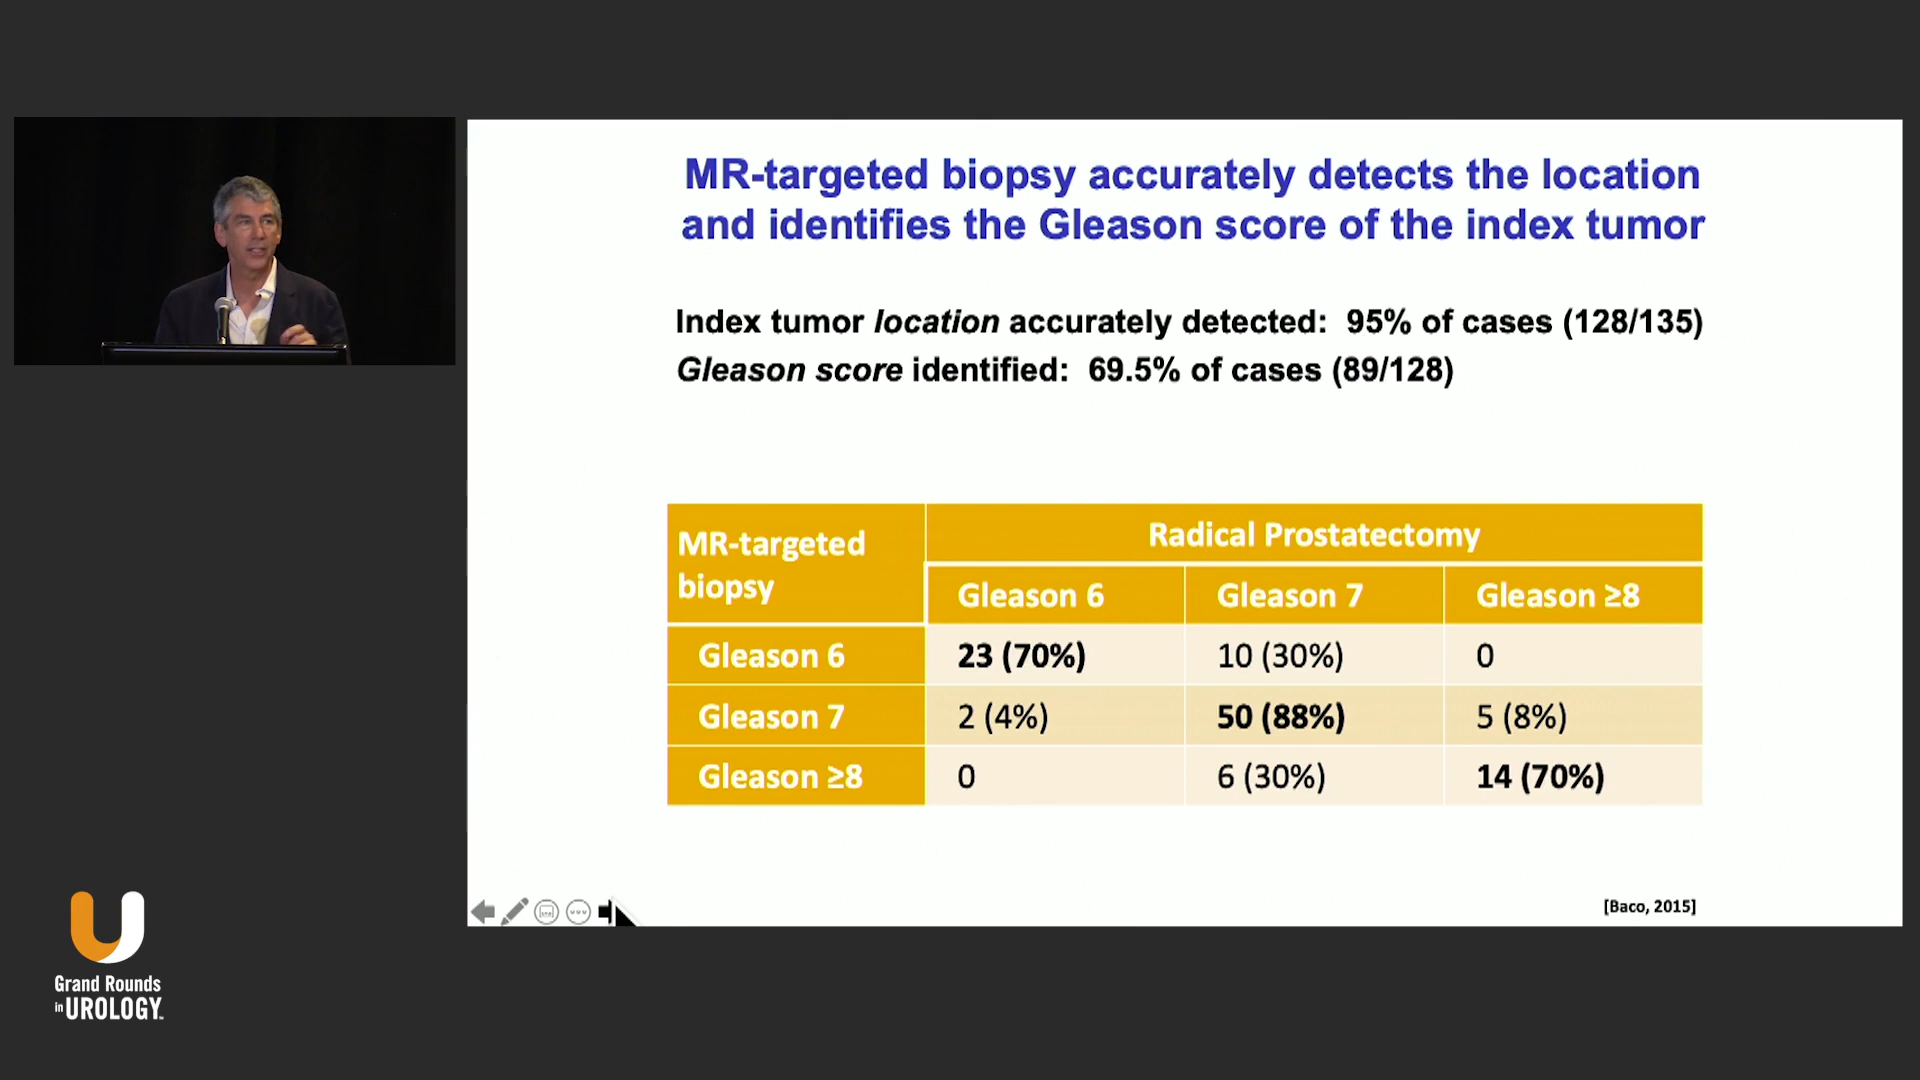 MR-targeted biopsy accurately detects the location
and identifies the Gleason score of the index tumor
Index tumor location accurately detected: 95% of cases (128/135)
Gleason score identified: 69.5% of cases (89/128)
MR-targeted
biopsy
Radical Prostatectomy
Gleason 6 Gleason 7 Gleason ≥8
Gleason 6 23 (70%) 10 (30%) 0
Gleason 7 2 (4%) 50 (88%) 5 (8%)
Gleason ≥8 0 6 (30%) 14 (70%)
[Baco, 2015]
Grand Rounds
in UROLOGY